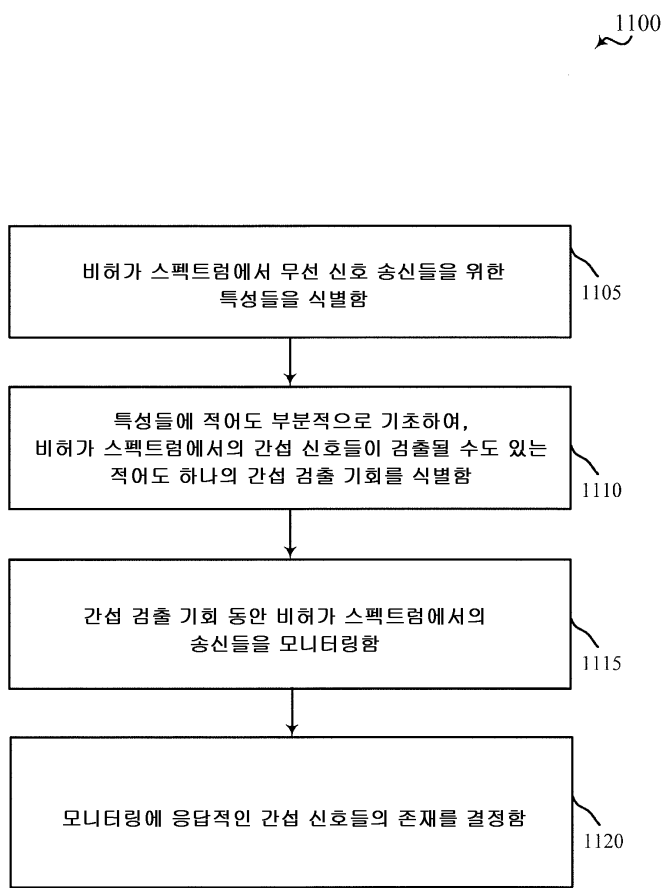 1100
비허가 스펙트럼에서 무선 신호 송신들을 위한
특성들을 식별함
1105
특성들에 적어도 부분적으로 기초하여,
비허가 스펙트럼에서의 간섭 신호들이 검출될 수도 있는
적어도 하나의 간섭 검출 기회를 식별함
1110
간섭 검출 기회 동안 비허가 스펙트럼에서의
송신들을 모니터링함
1115
모니터링에 응답적인 간섭 신호들의 존재를 결정함
1120